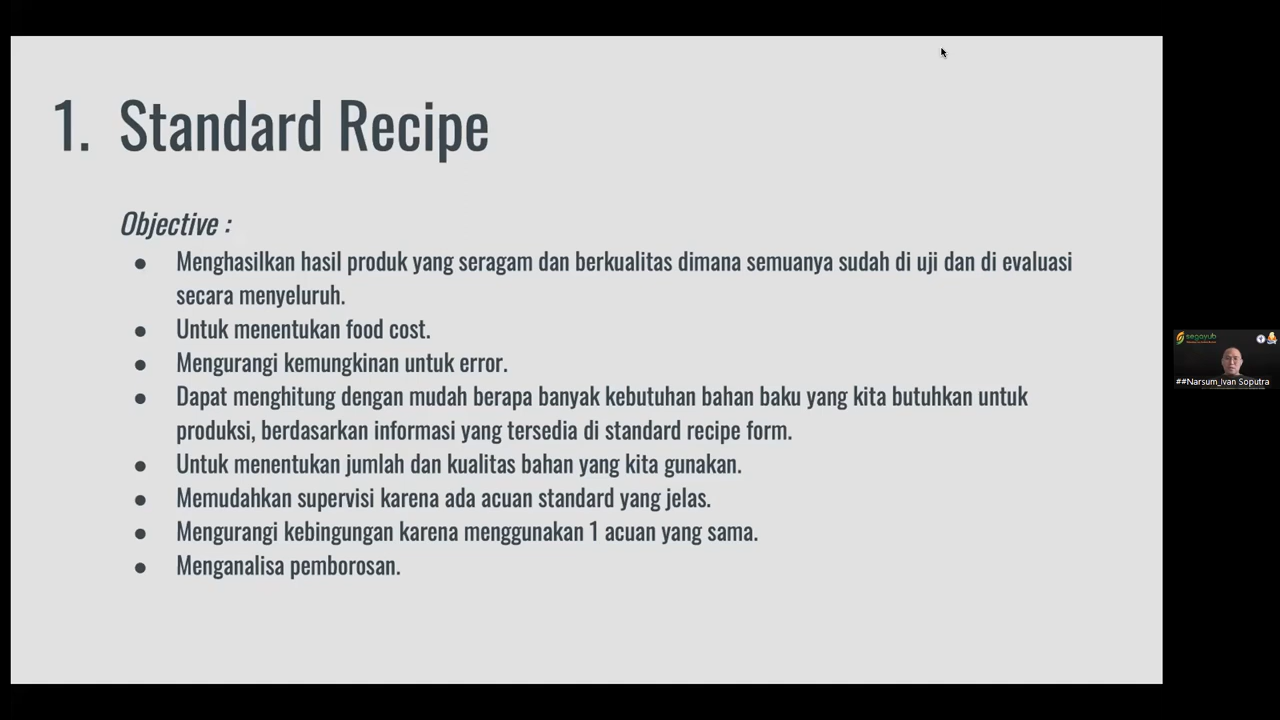 1. Standard Recipe
Objective :
● Menghasilkan hasil produk yang seragam dan berkualitas dimana semuanya sudah di uji dan di evaluasi
secara menyeluruh.
● Untuk menentukan food cost.
● Mengurangi kemungkinan untuk error.
● Dapat menghitung dengan mudah berapa banyak kebutuhan bahan baku yang kita butuhkan untuk
produksi, berdasarkan informasi yang tersedia di standard recipe form.
● Untuk menentukan jumlah dan kualitas bahan yang kita gunakan.
● Memudahkan supervisi karena ada acuan standard yang jelas.
● Mengurangi kebingungan karena menggunakan 1 acuan yang sama.
● Menganalisa pemborosan.
segayub
##Narsum_Ivan Soputra